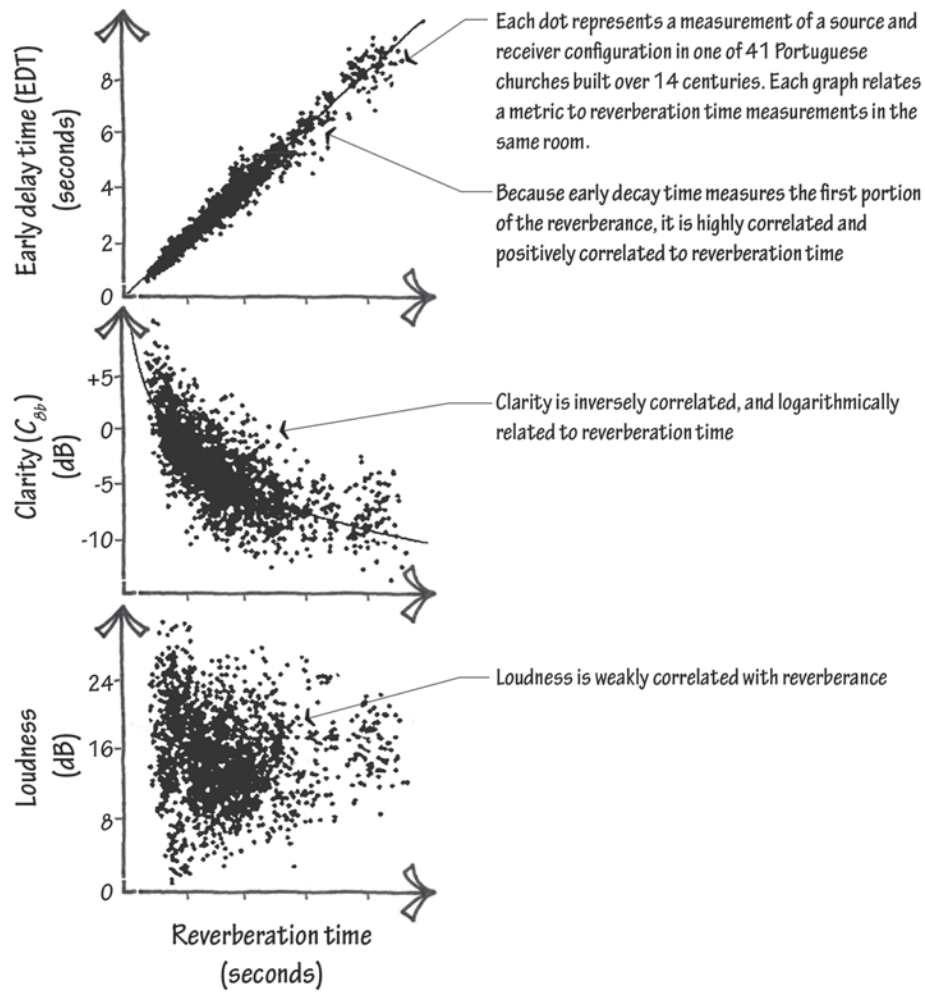 Each dot represents a measurement of a source and
receiver configuration in one of 41 Portuguese
churches built over 14 centuries. Each graph relates
a metric to reverberation time measurements in the
same room.
Because early decay time measures the first portion
of the reverberance, it is highly correlated and
positively correlated to reverberation time
Early delay time (EDT)
(seconds)
8
6
4
2
0
Clarity is inversely correlated, and logarithmically
related to reverberation time
Clarity (C8b)
(dB)
+5
0
-5
-10
Loudness is weakly correlated with reverberance
Loudness
(dB)
24
16
8
0
Reverberation time
(seconds)